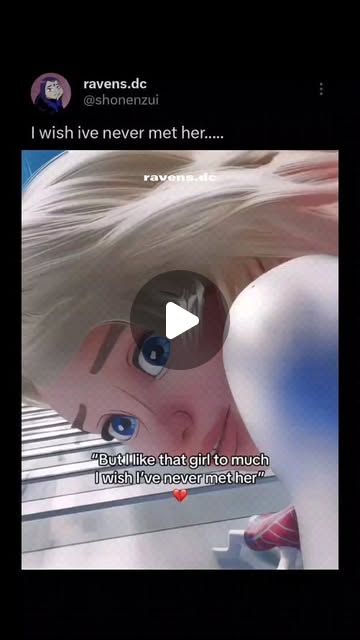 ravens.dc
@shonenzui
I wish ive never met her.....
ravens.dc
“But I like that girl to much
I wish I’ve never met her”
💔